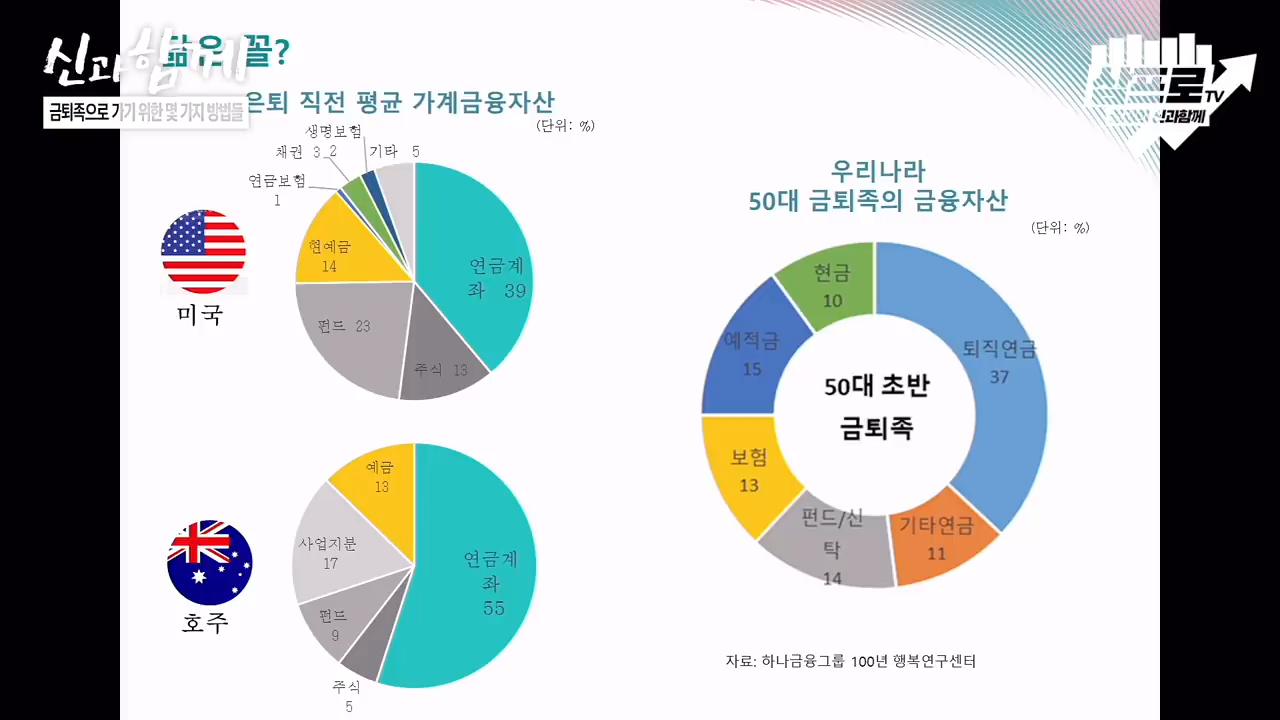 신과함께
금퇴족으로 가기 위한 몇 가지 방법들
닮은 꼴?
은퇴 직전 평균 가계금융자산
(단위: %)
생명보험
2
채권 3
기타 5
연금보험
1
현예금
14
연금계
좌 39
펀드 23
주식 13
미국
예금
13
사업지분
17
연금계
좌
55
펀드
9
주식
5
호주
TV
신과함께
우리나라
50대 금퇴족의 금융자산
(단위: %)
현금
10
예적금
15
퇴직연금
37
50대 초반
금퇴족
보험
13
펀드/신
탁
14
기타연금
11
자료: 하나금융그룹 100년 행복연구센터